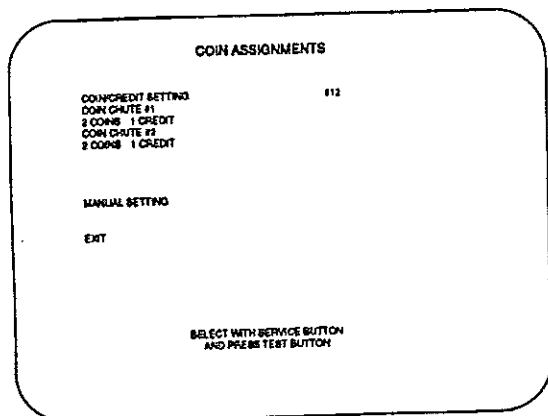 COIN ASSIGNMENTS
COIN/CREDIT SETTING #12
COIN CHUTE #1
2 COINS 1 CREDIT
COIN CHUTE #2
2 COINS 1 CREDIT
MANUAL SETTING
EXIT
SELECT WITH SERVICE BUTTON
AND PRESS TEST BUTTON